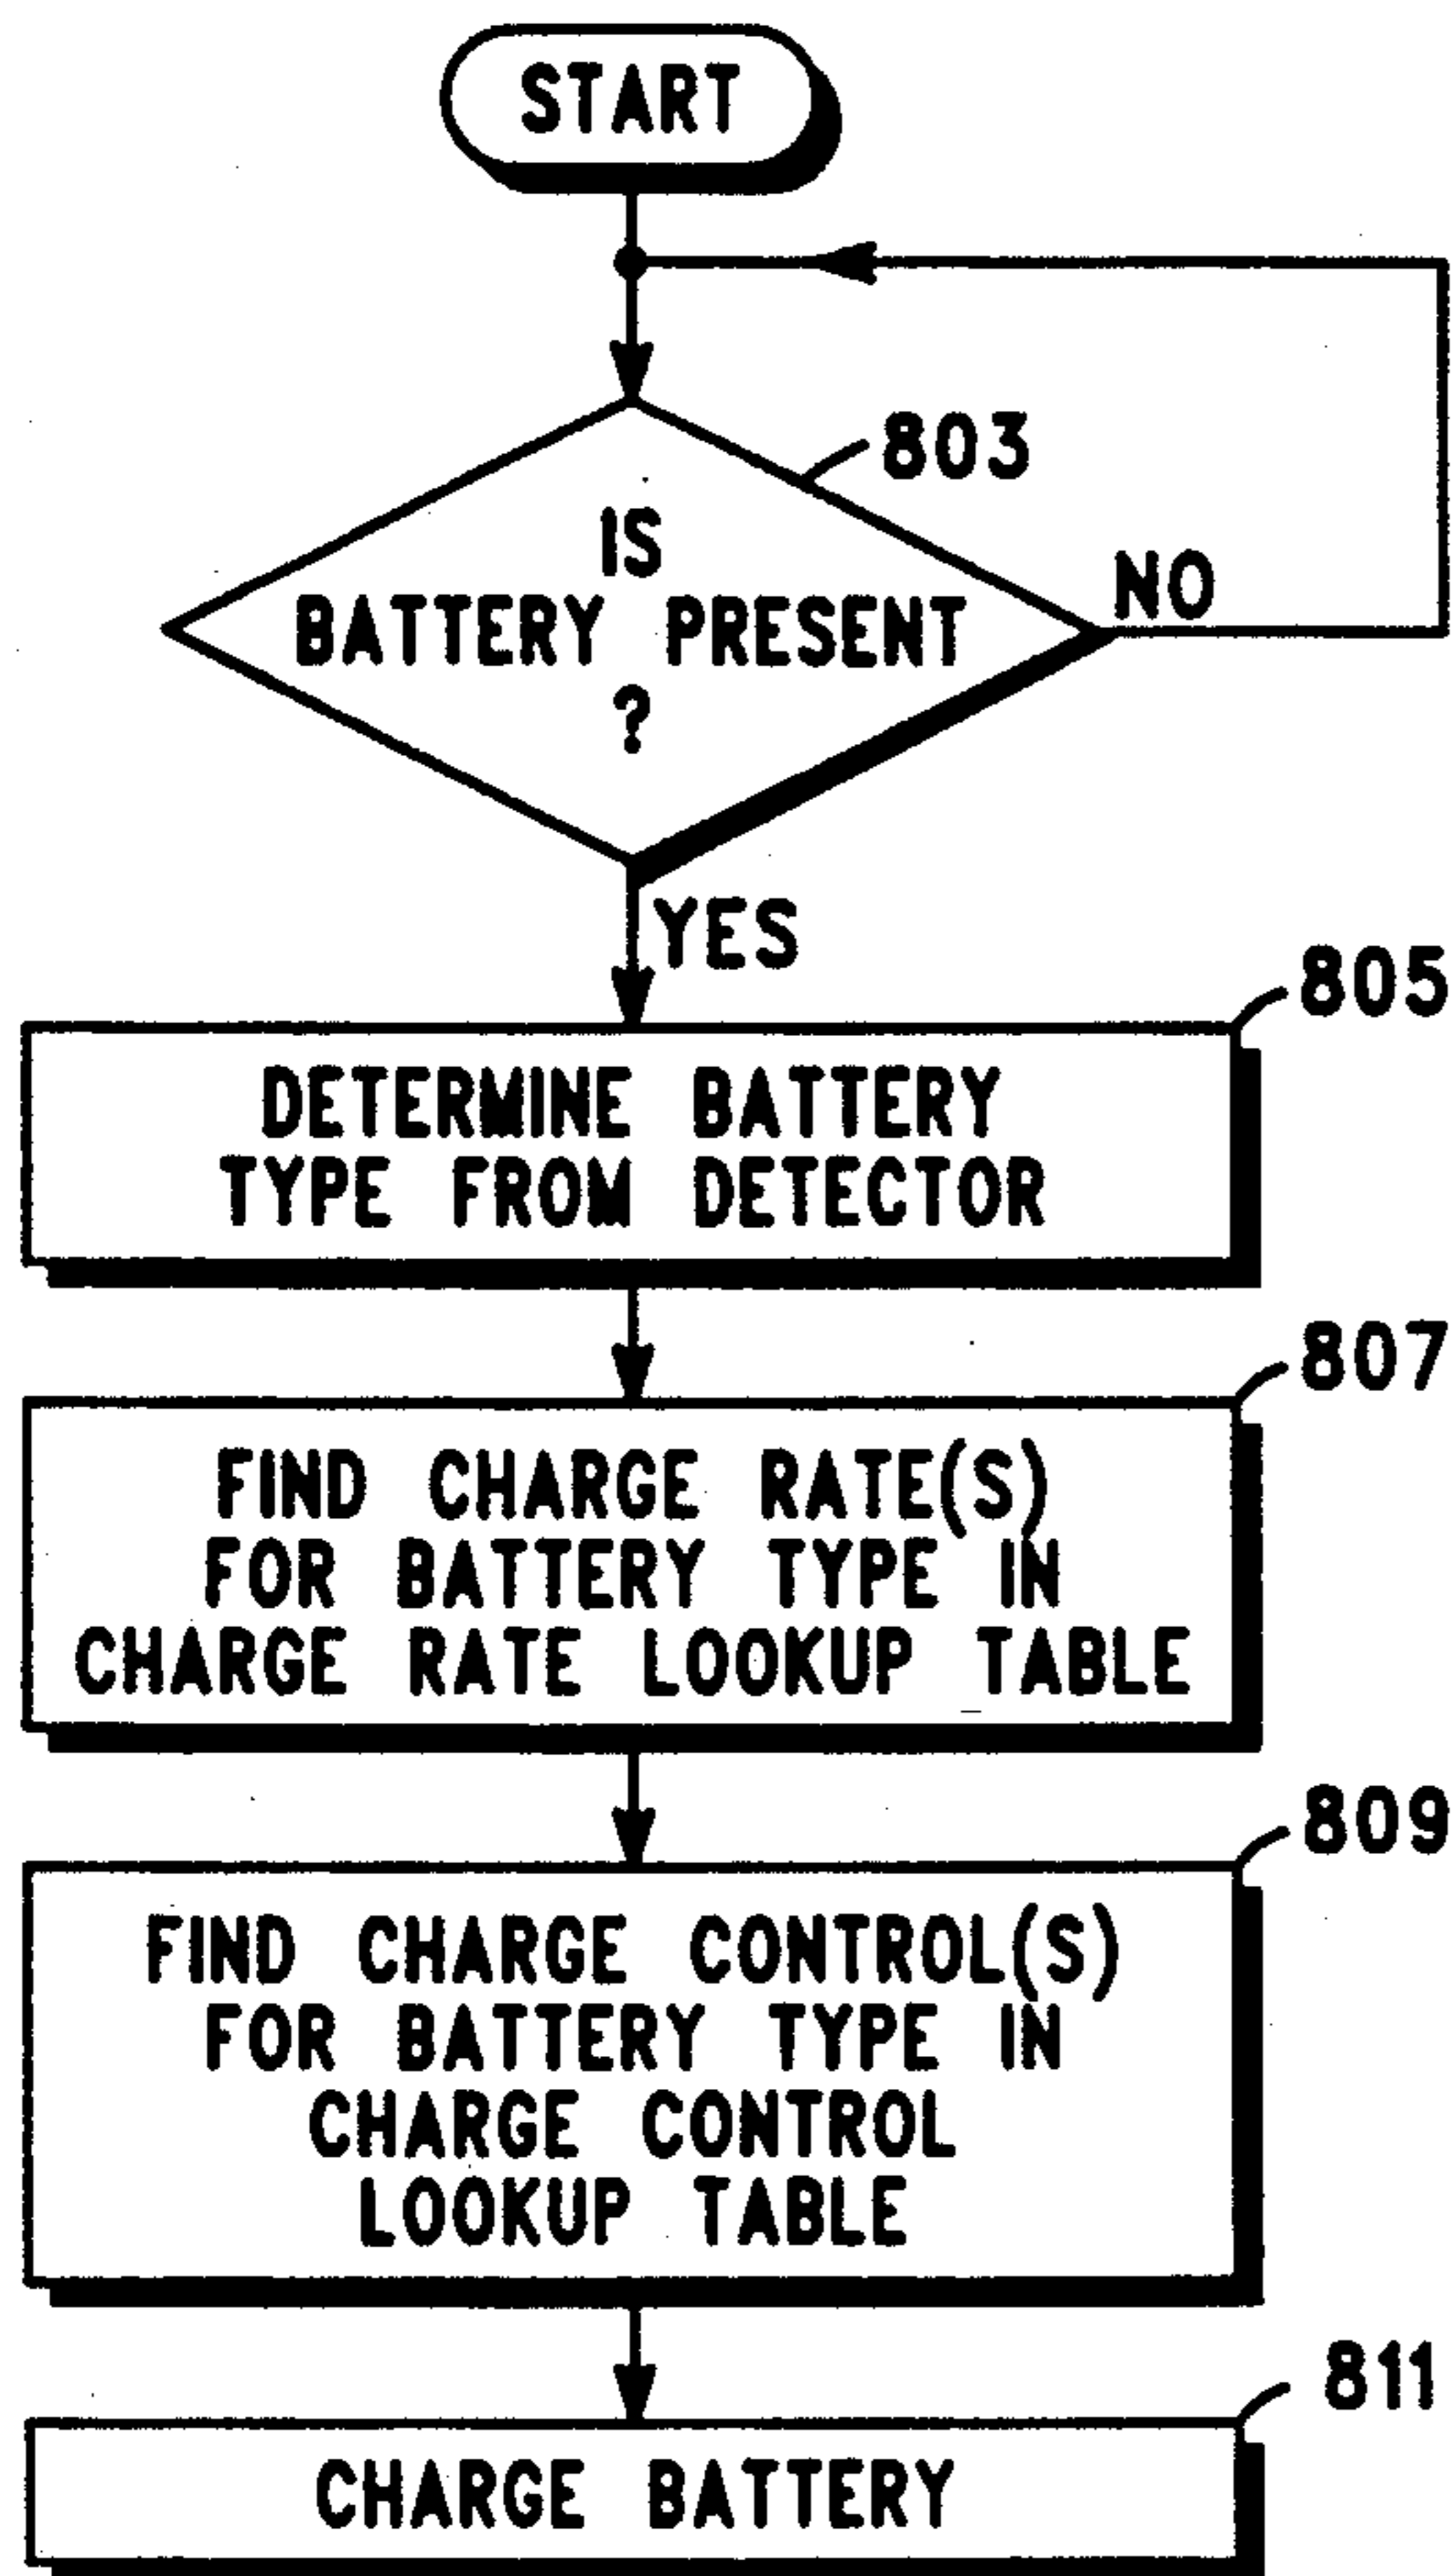 START
803
IS
BATTERY PRESENT
?
NO
YES
805
DETERMINE BATTERY
TYPE FROM DETECTOR
807
FIND CHARGE RATE(S)
FOR BATTERY TYPE IN
CHARGE RATE LOOKUP TABLE
809
FIND CHARGE CONTROL(S)
FOR BATTERY TYPE IN
CHARGE CONTROL
LOOKUP TABLE
811
CHARGE BATTERY